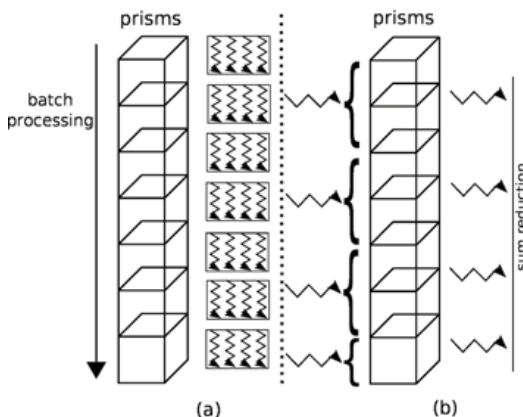 prisms
batch
processing
(a)
prisms
sum reduction
(b)